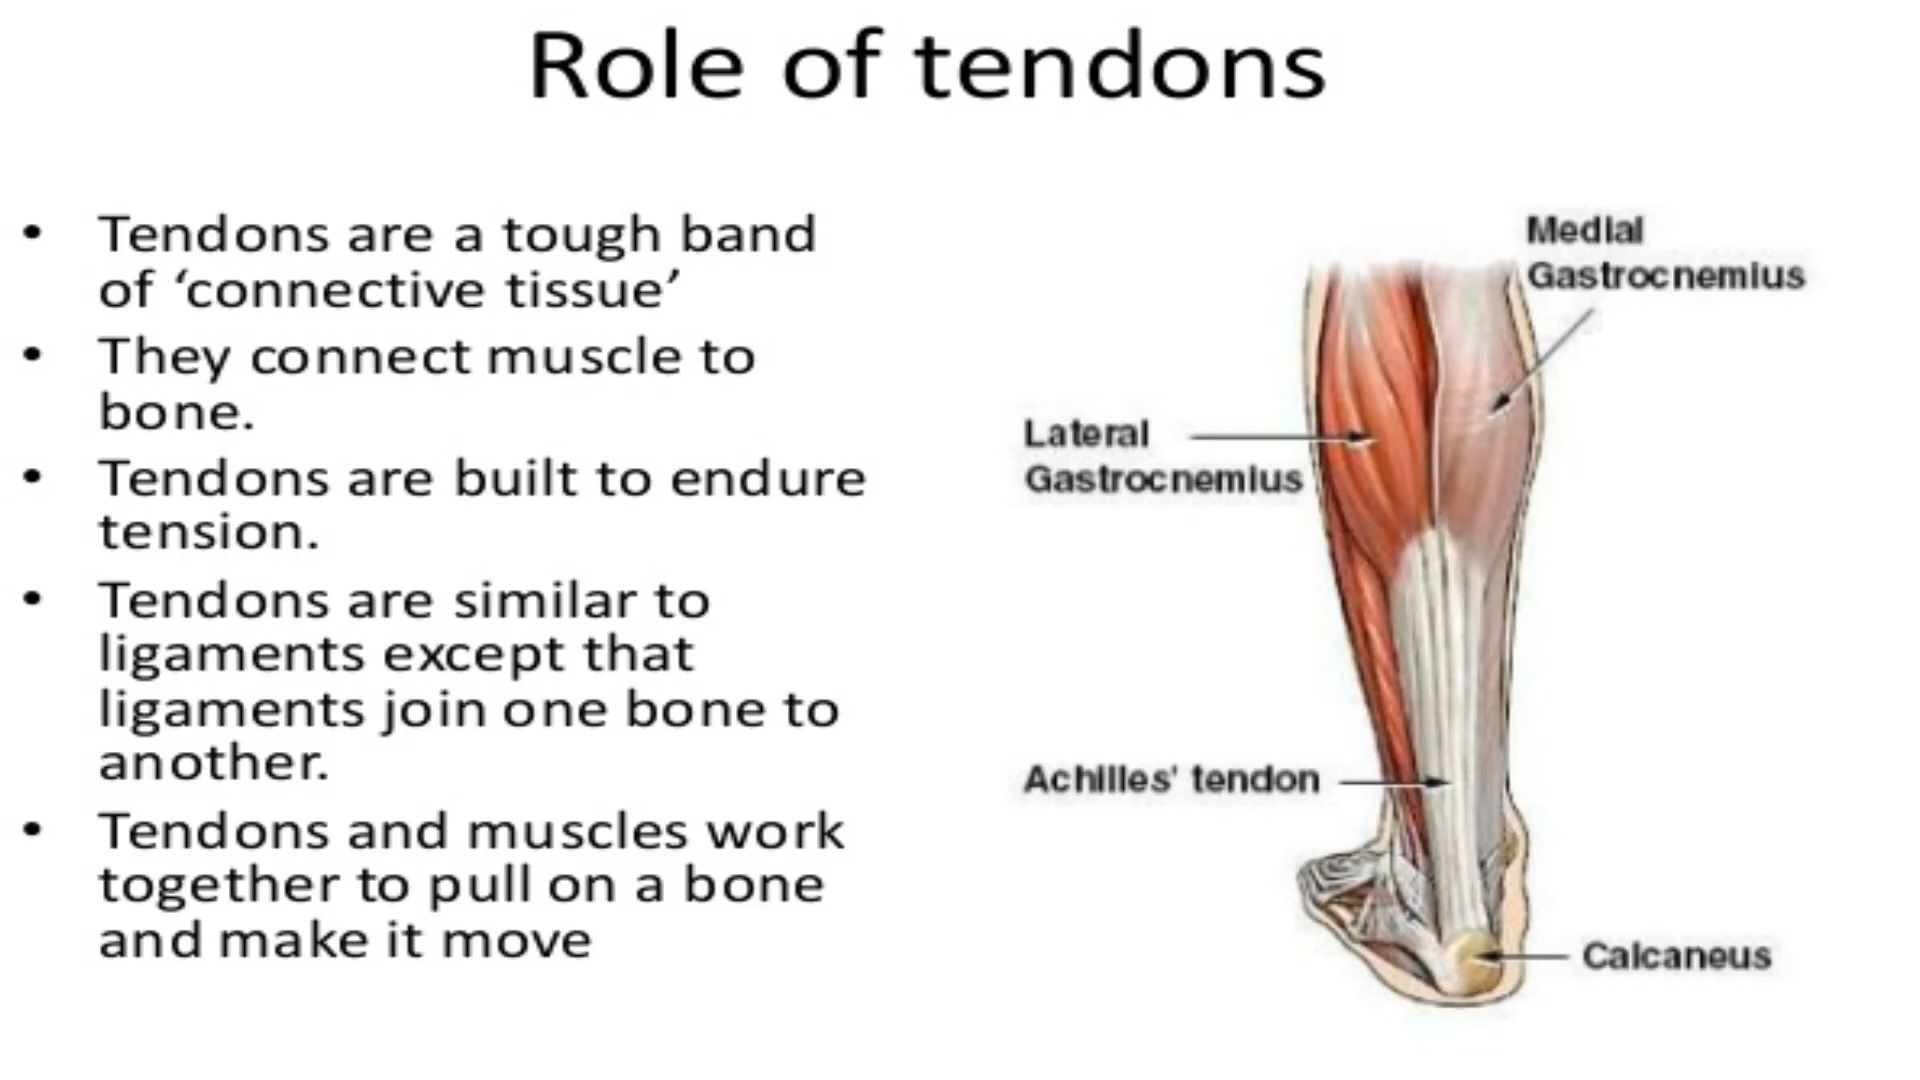 Role of tendons
• Tendons are a tough band
of ‘connective tissue’
• They connect muscle to
bone.
• Tendons are built to endure
tension.
• Tendons are similar to
ligaments except that
ligaments join one bone to
another.
• Tendons and muscles work
together to pull on a bone
and make it move
Medial
Gastrocnemius
Lateral
Gastrocnemius
Achilles' tendon
Calcaneus